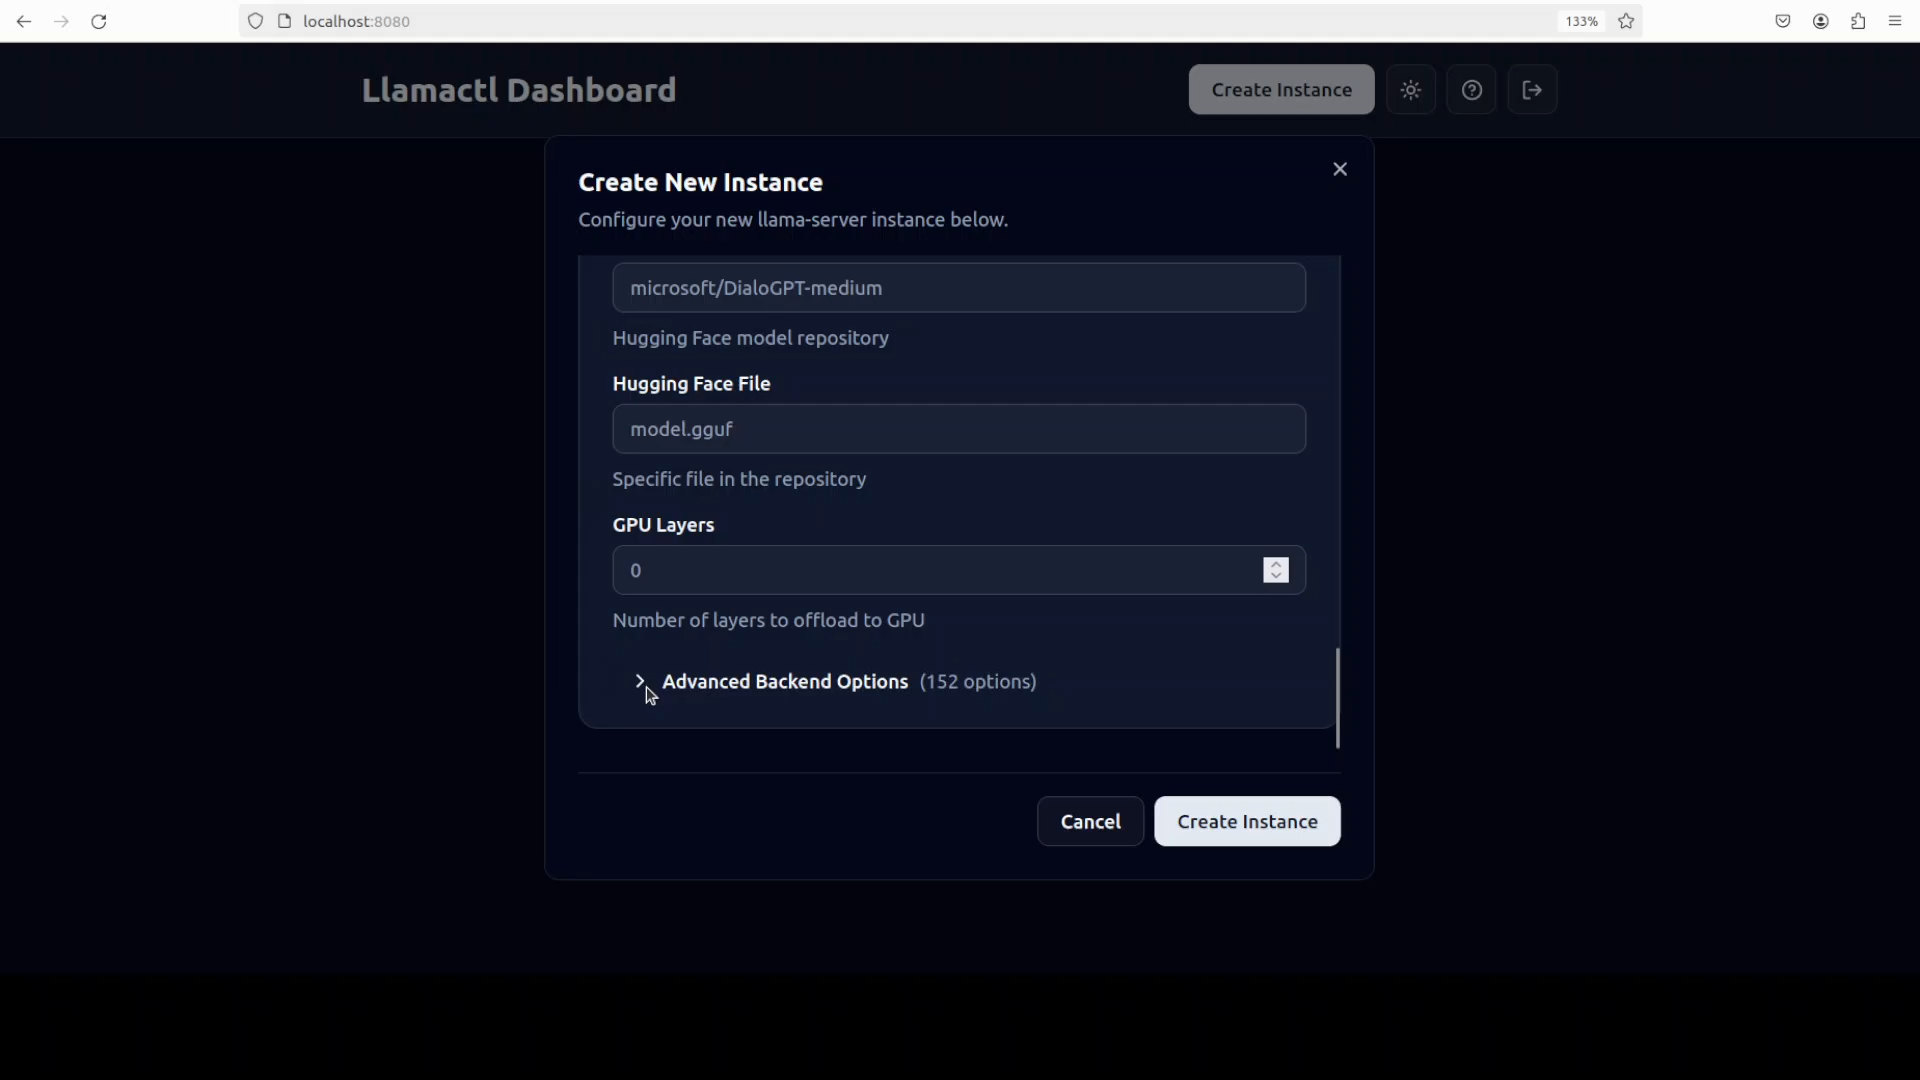 localhost:8080
133%
Llamactl Dashboard
Create Instance
Create New Instance
Configure your new llama-server instance below.
microsoft/DialoGPT-medium
Hugging Face model repository
Hugging Face File
model.gguf
Specific file in the repository
GPU Layers
0
Number of layers to offload to GPU
Advanced Backend Options (152 options)
Cancel
Create Instance